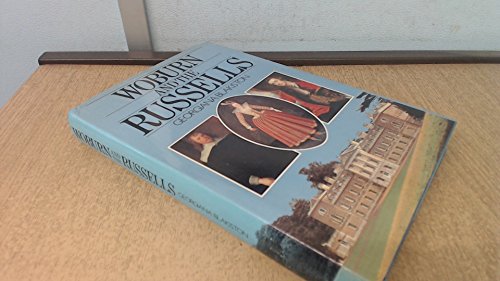 WOBURN
AND THE
RUSSELLS
GEORGIANA BLAKISTON
WOBURN AND THE RUSSELLS GEORGIANA BLAKISTON